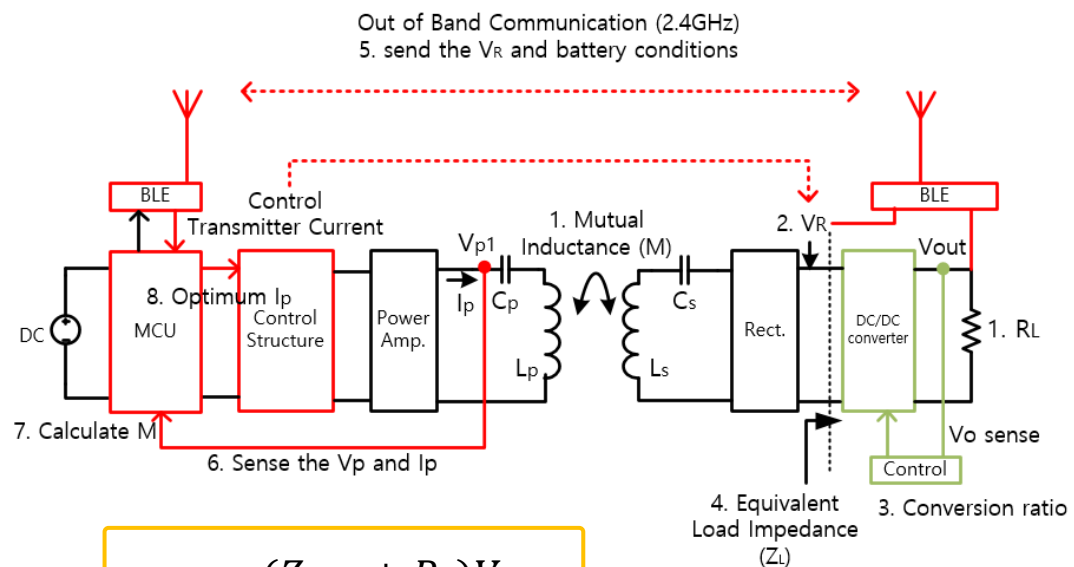 Out of Band Communication (2.4GHz)
5. send the VR and battery conditions
BLE
Control
Transmitter Current
BLE
1. Mutual
Inductance (M)
2. VR
Vp1
Vout
Ip
Cp
Cs
8. Optimum Ip
DC
MCU
Control
Structure
Power
Amp.
Lp
Ls
Rect.
DC/DC
converter
1. RL
7. Calculate M
6. Sense the Vp and Ip
Vo sense
Control
4. Equivalent
Load Impedance
(ZL)
3. Conversion ratio